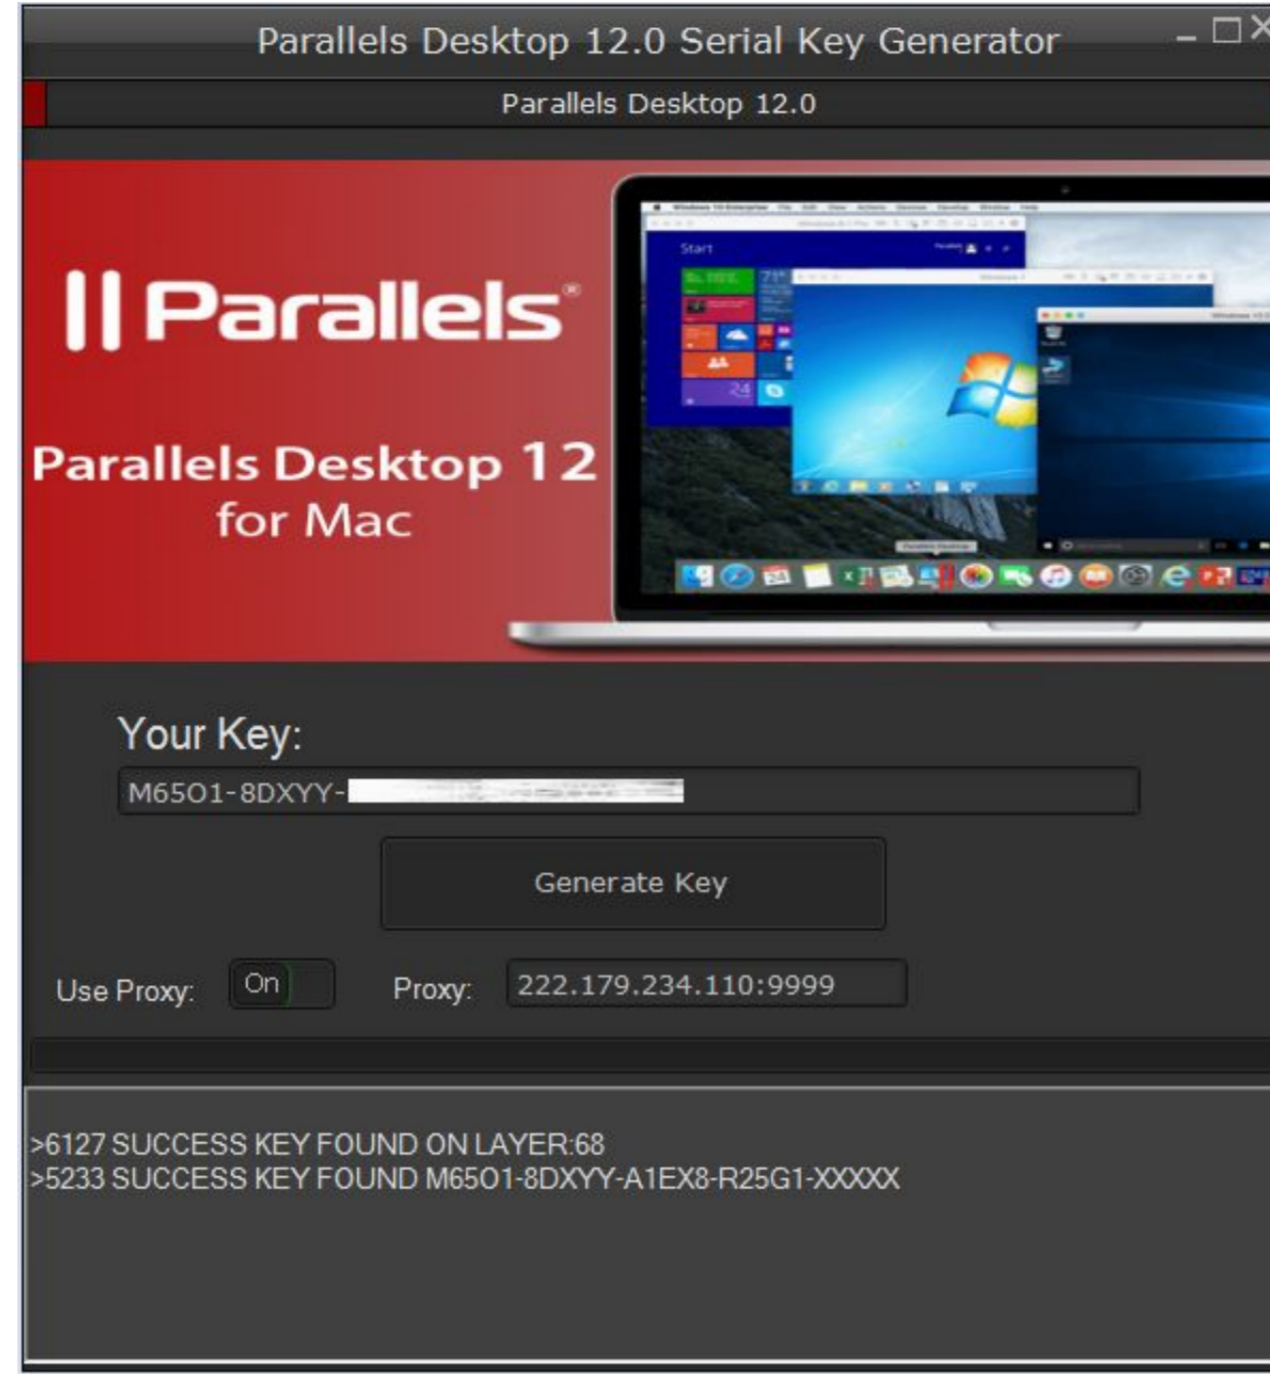 Parallels Desktop 12.0 Serial Key Generator
Parallels Desktop 12.0
Parallels®
Parallels Desktop 12
for Mac
Start
Your Key:
M65O1-8DXYY-
Generate Key
Use Proxy: On Proxy: 222.179.234.110:9999
>6127 SUCCESS KEY FOUND ON LAYER:68
>5233 SUCCESS KEY FOUND M65O1-8DXYY-A1EX8-R25G1-XXXXX